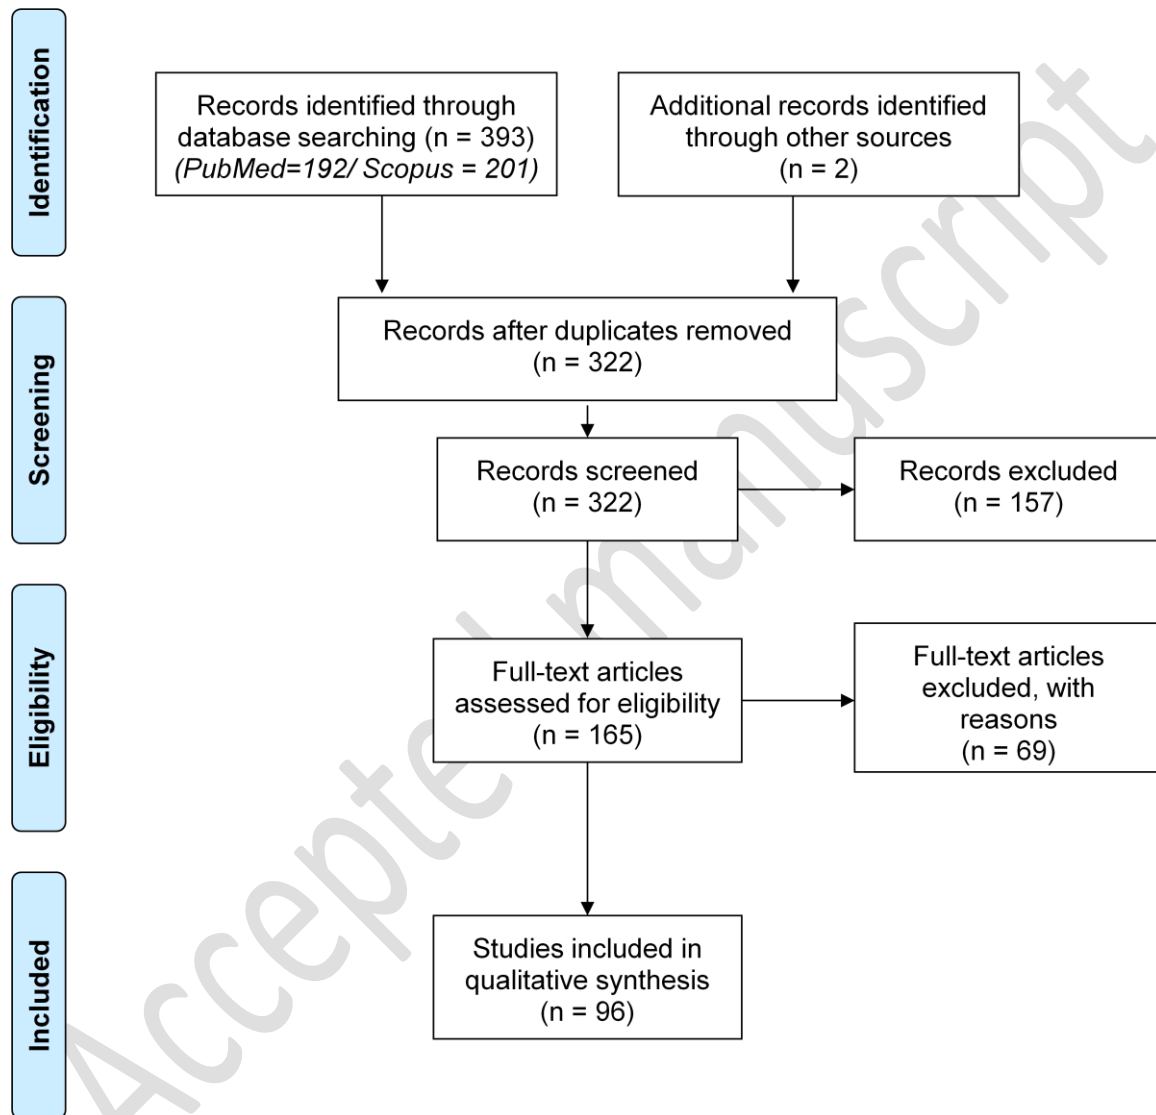 Identification
Records identified through
database searching (n = 393)
(PubMed=192/ Scopus = 201)
Additional records identified
through other sources
(n = 2)
Screening
Records after duplicates removed
(n = 322)
Records screened
(n = 322)
Records excluded
(n = 157)
Eligibility
Full-text articles
assessed for eligibility
(n = 165)
Full-text articles
excluded, with
reasons
(n = 69)
Included
Studies included in
qualitative synthesis
(n = 96)
Accepted manuscript